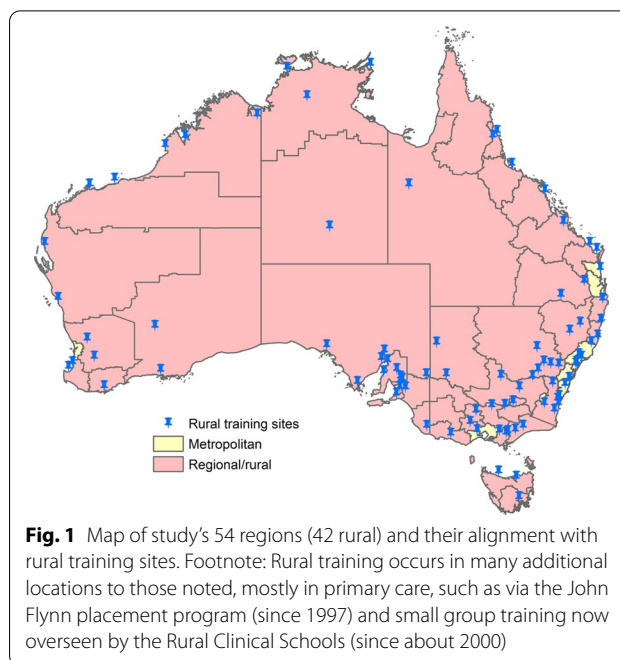 Rural training sites
Metropolitan
Regional/rural
Fig. 1 Map of study's 54 regions (42 rural) and their alignment with
rural training sites. Footnote: Rural training occurs in many additional
locations to those noted, mostly in primary care, such as via the John
Flynn placement program (since 1997) and small group training now
overseen by the Rural Clinical Schools (since about 2000)